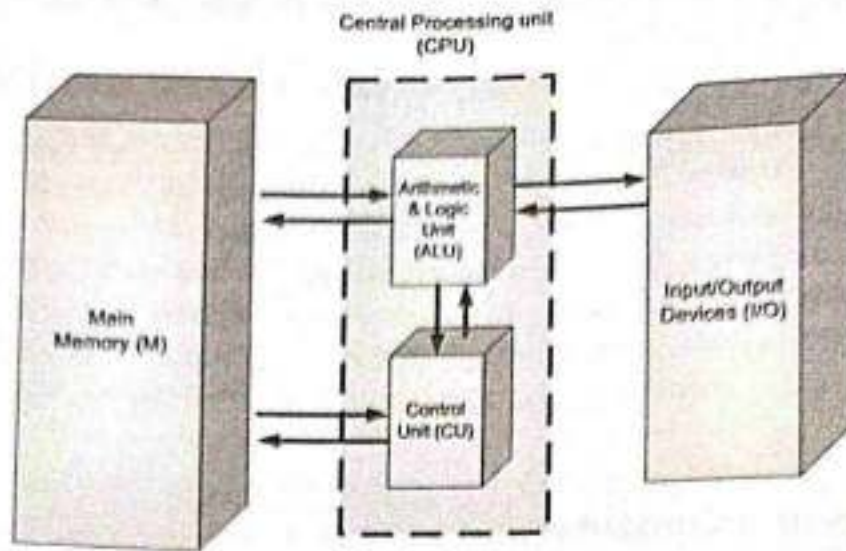 Central Processing unit
(CPU)
Arithmetic
& Logic
Unit
(ALU)
Main
Memory (M)
Input/Output
Devices (I/O)
Control
Unit (CU)